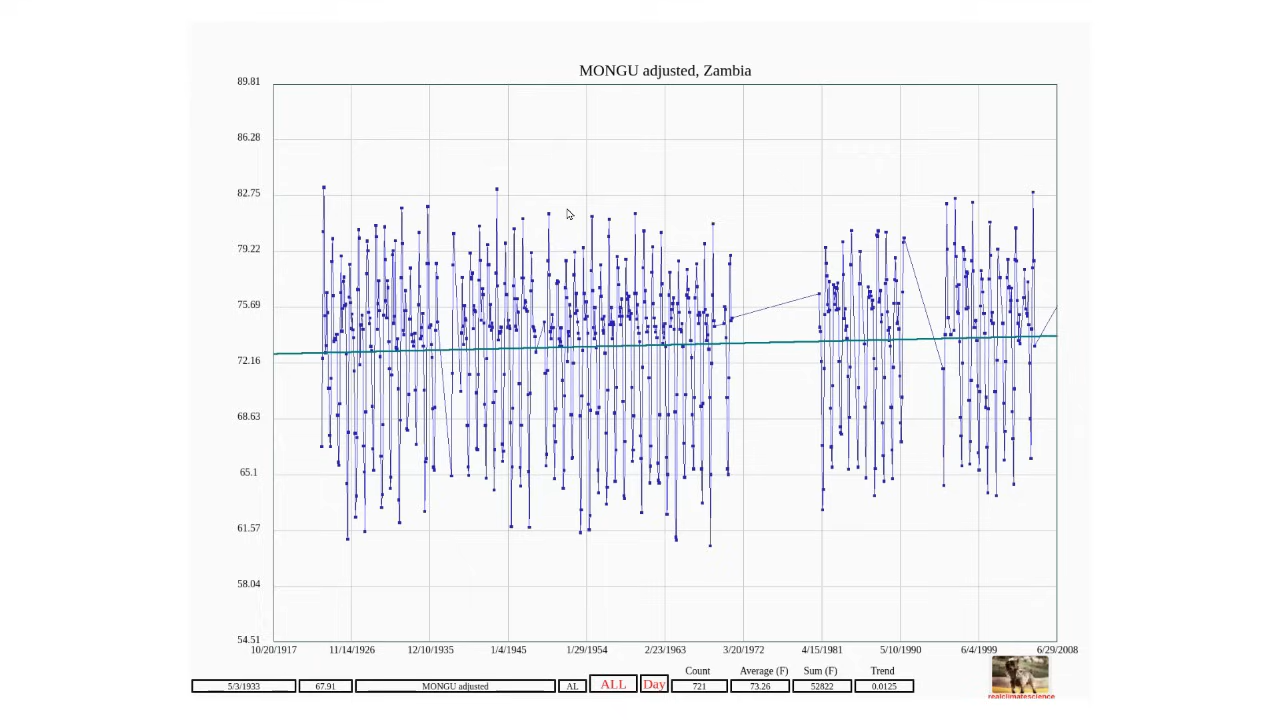 MONGU adjusted, Zambia
89.81
86.28
82.75
79.22
75.69
72.16
68.63
65.1
61.57
58.04
54.51
10/20/1917 11/14/1926 12/10/1935 1/4/1945 1/29/1954 2/23/1963 3/20/1972 4/15/1981 5/10/1990 6/4/1999 6/29/2008
Count Average (F) Sum (F) Trend
5/3/1933 67.91 MONGU adjusted AL ALL Day 721 73.26 52822 0.0125
realclimatescience